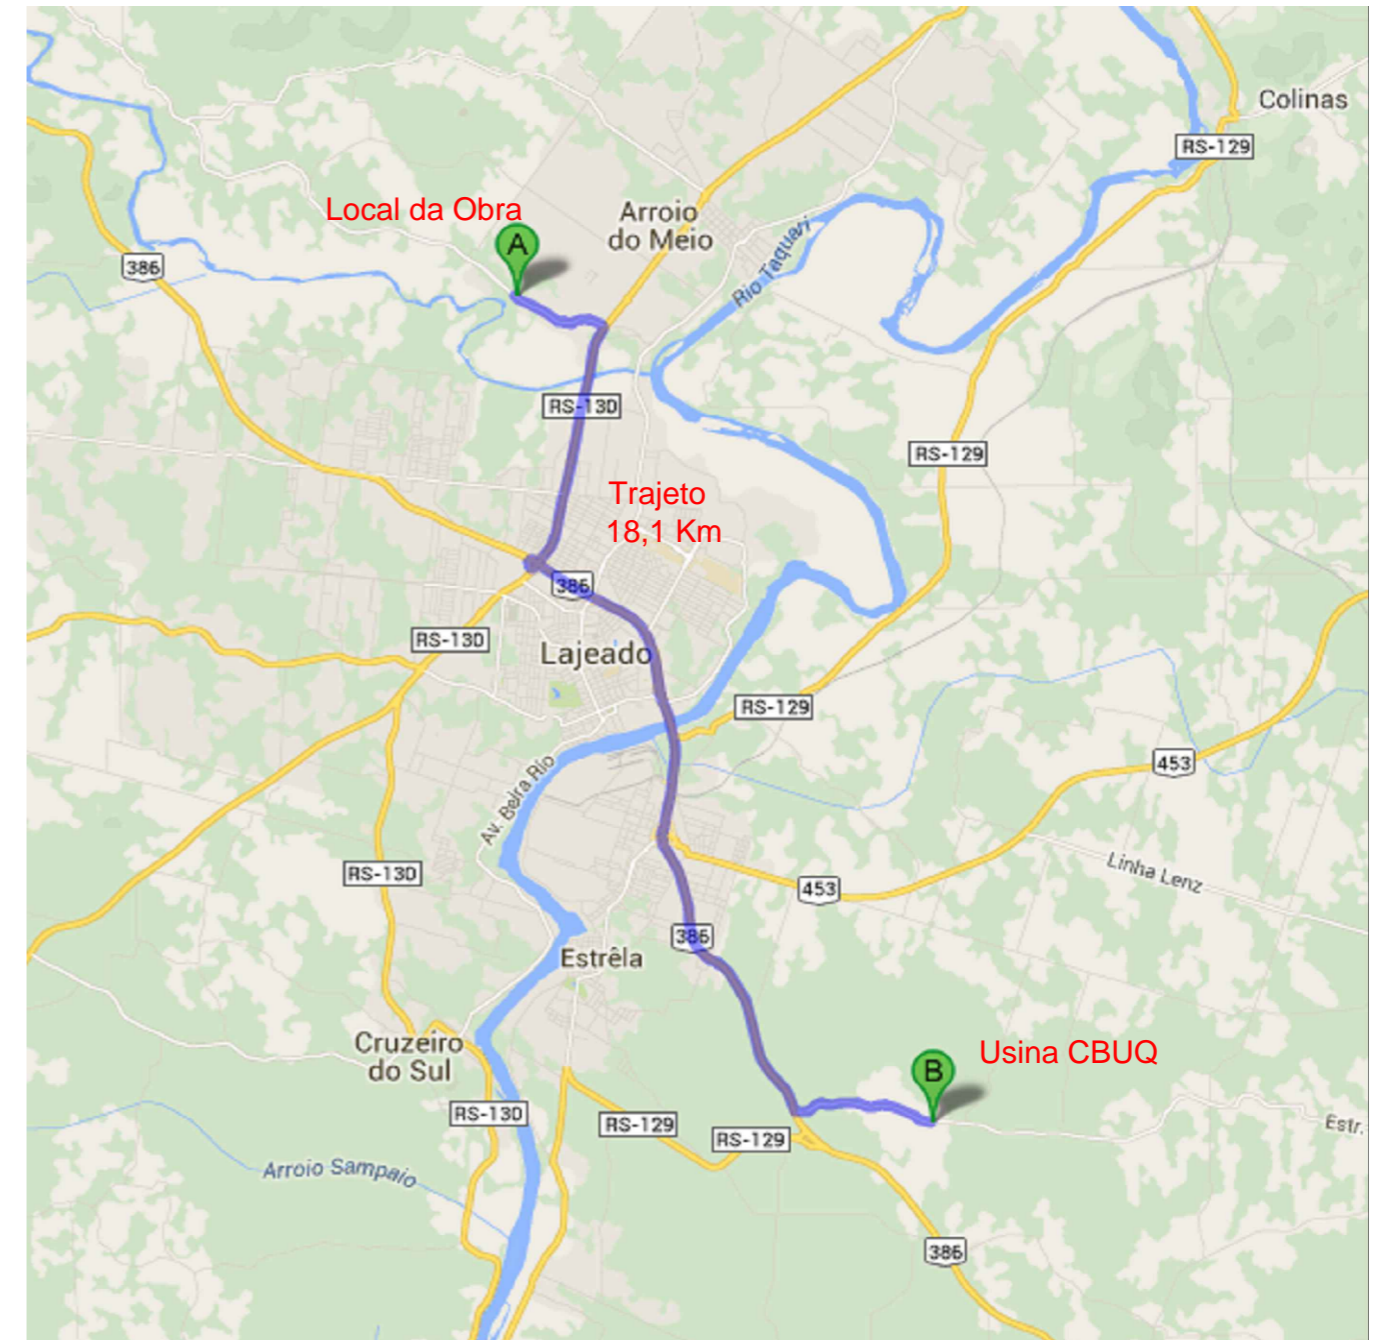 Colinas
RS-129
Local da Obra
Arroio
do Meio
A
386
Rio Taquari
RS-130
RS-129
Trajeto
18,1 Km
386
RS-130
Lajeado
RS-129
453
Av. Beira Rio
Linha Lenz
RS-130
453
386
Estrêla
Cruzeiro
do Sul
Usina CBUQ
B
RS-130
RS-129
RS-129
Estr.
Arroio Sampaio
386